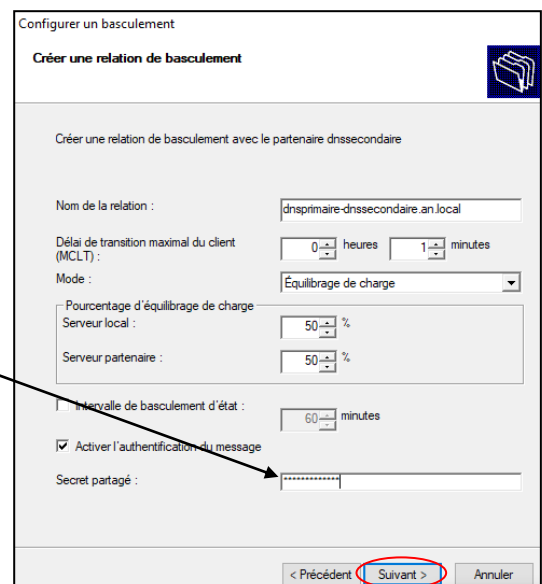 Configurer un basculement
Créer une relation de basculement
Créer une relation de basculement avec le partenaire dnssecondaire
Nom de la relation :
dnsprimaire-dnssecondaire.an.local
Délai de transition maximal du client (MCLT) :
0 heures 1 minutes
Mode :
Équilibrage de charge
Pourcentage d'équilibrage de charge
Serveur local :
50 %
Serveur partenaire :
50 %
Intervalle de basculement d'état :
60 minutes
Activer l'authentification du message
Secret partagé :
*************
< Précédent Suivant > Annuler